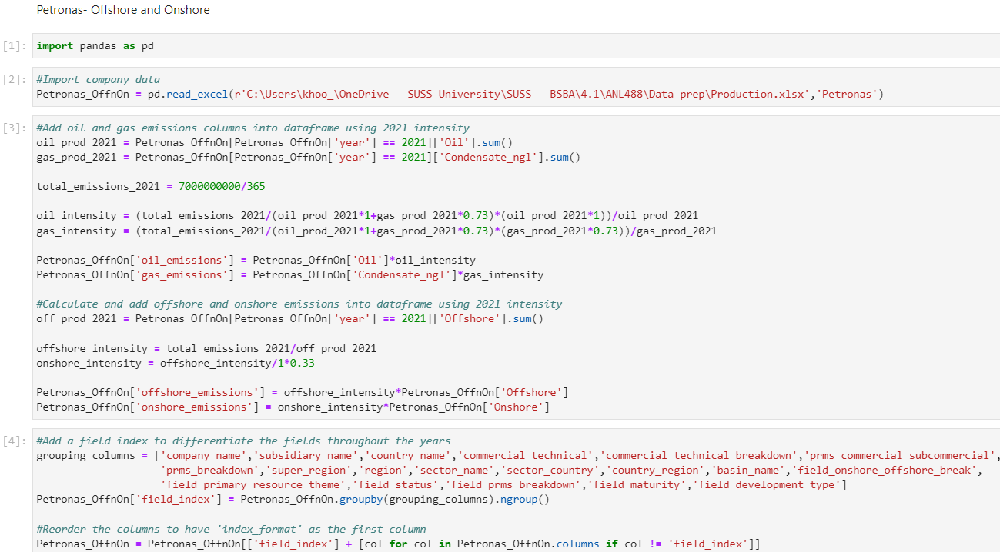 Petronas- Offshore and Onshore
[1]: import pandas as pd
[2]: #Import company data
Petronas_OffnOn = pd.read_excel(r'C:\Users\khoo_\OneDrive - SUSS University\SUSS - BSBA\4.1\ANL488\Data prep\Production.xlsx','Petronas')
[3]: #Add oil and gas emissions columns into dataframe using 2021 intensity
oil_prod_2021 = Petronas_OffnOn[Petronas_OffnOn['year'] == 2021]['Oil'].sum()
gas_prod_2021 = Petronas_OffnOn[Petronas_OffnOn['year'] == 2021]['Condensate_ngl'].sum()
total_emissions_2021 = 7000000000/365
oil_intensity = (total_emissions_2021/(oil_prod_2021*1+gas_prod_2021*0.73)*(oil_prod_2021*1))/oil_prod_2021
gas_intensity = (total_emissions_2021/(oil_prod_2021*1+gas_prod_2021*0.73)*(gas_prod_2021*0.73))/gas_prod_2021
Petronas_OffnOn['oil_emissions'] = Petronas_OffnOn['Oil']*oil_intensity
Petronas_OffnOn['gas_emissions'] = Petronas_OffnOn['Condensate_ngl']*gas_intensity
#Calculate and add offshore and onshore emissions into dataframe using 2021 intensity
off_prod_2021 = Petronas_OffnOn[Petronas_OffnOn['year'] == 2021]['Offshore'].sum()
offshore_intensity = total_emissions_2021/off_prod_2021
onshore_intensity = offshore_intensity/1*0.33
Petronas_OffnOn['offshore_emissions'] = offshore_intensity*Petronas_OffnOn['Offshore']
Petronas_OffnOn['onshore_emissions'] = onshore_intensity*Petronas_OffnOn['Onshore']
[4]: #Add a field index to differentiate the fields throughout the years
grouping_columns = ['company_name','subsidiary_name','country_name','commercial_technical','commercial_technical_breakdown','prms_commercial_subcommercial',
'prms_breakdown','super_region','region','sector_name','sector_country','country_region','basin_name','field_onshore_offshore_break',
'field_primary_resource_theme','field_status','field_prms_breakdown','field_maturity','field_development_type']
Petronas_OffnOn['field_index'] = Petronas_OffnOn.groupby(grouping_columns).ngroup()
#Reorder the columns to have 'index_format' as the first column
Petronas_OffnOn = Petronas_OffnOn[['field_index'] + [col for col in Petronas_OffnOn.columns if col != 'field_index']]